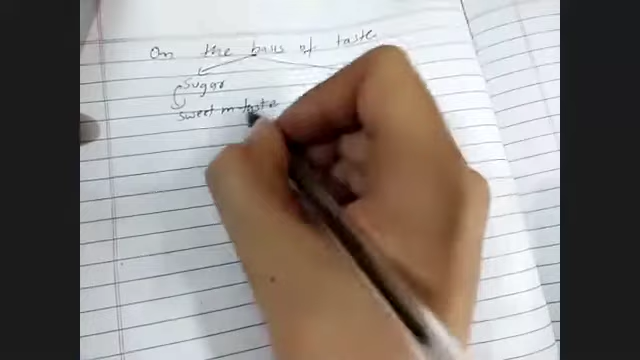 On the basis of taste.
Sugar
sweet in taste